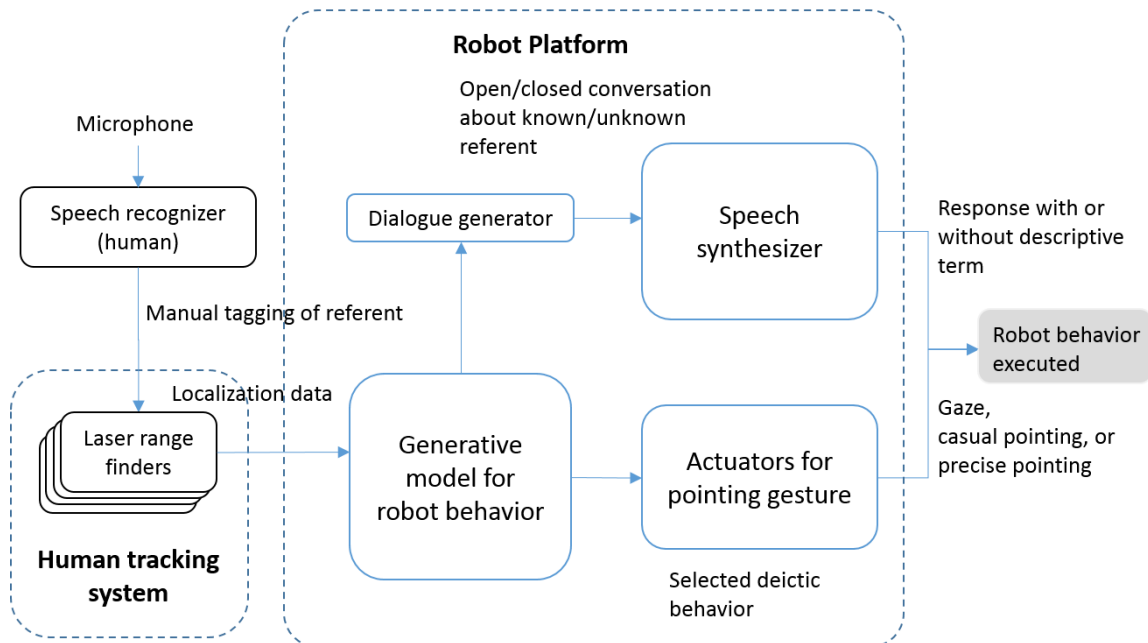 Robot Platform
Open/closed conversation
about known/unknown
referent
Microphone
Speech recognizer
(human)
Dialogue generator
Speech
synthesizer
Response with or
without descriptive
term
Manual tagging of referent
Robot behavior
executed
Localization data
Laser range
finders
Generative
model for
robot behavior
Actuators for
pointing gesture
Gaze,
casual pointing, or
precise pointing
Human tracking
system
Selected deictic
behavior